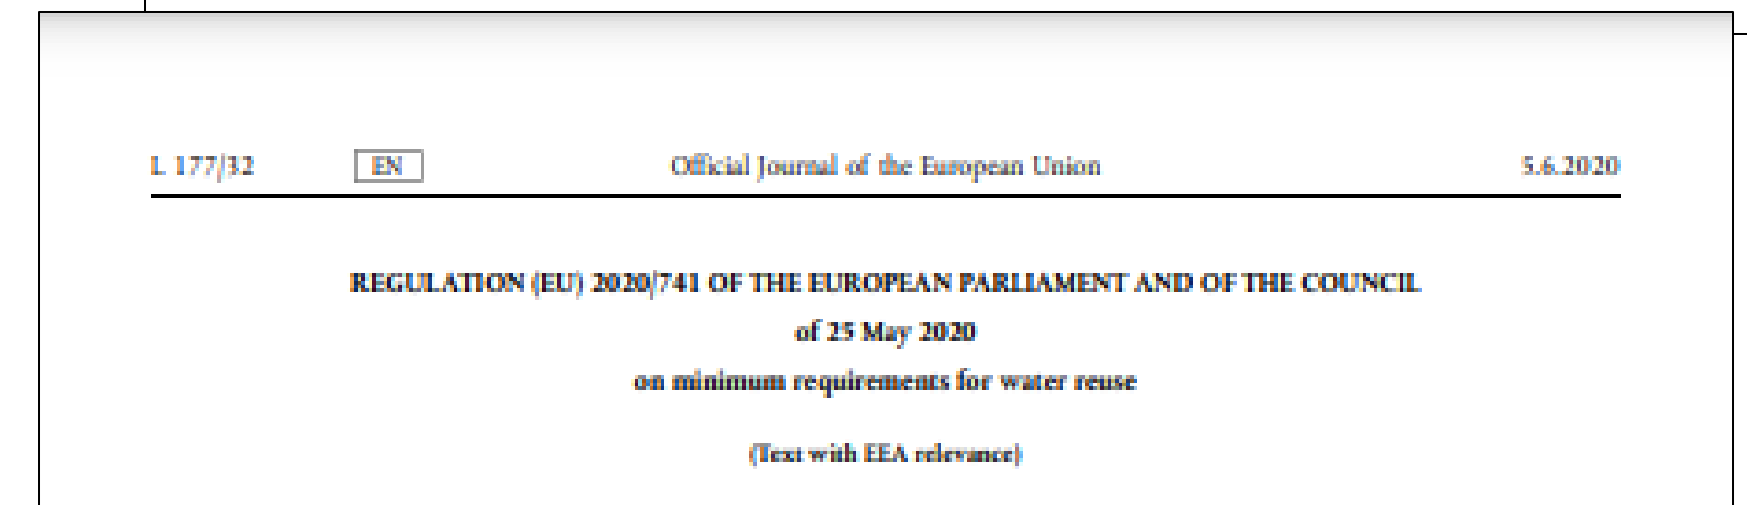 L 177/32 EN Official Journal of the European Union 5.6.2020
REGULATION (EU) 2020/741 OF THE EUROPEAN PARLIAMENT AND OF THE COUNCIL
of 25 May 2020
on minimum requirements for water reuse
(Text with EEA relevance)